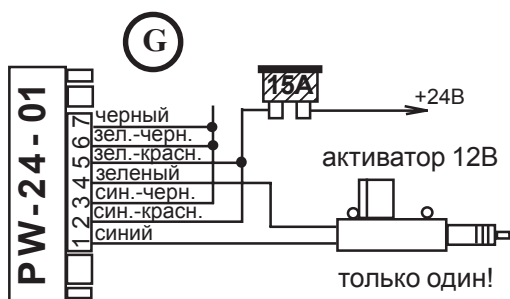 G
PW-24-01
15A
+24В
7 черный
6 зел.-черн.
5 зел.-красн.
4 зеленый
3 син.-черн.
2 син.-красн.
1 синий
активатор 12В
только один!